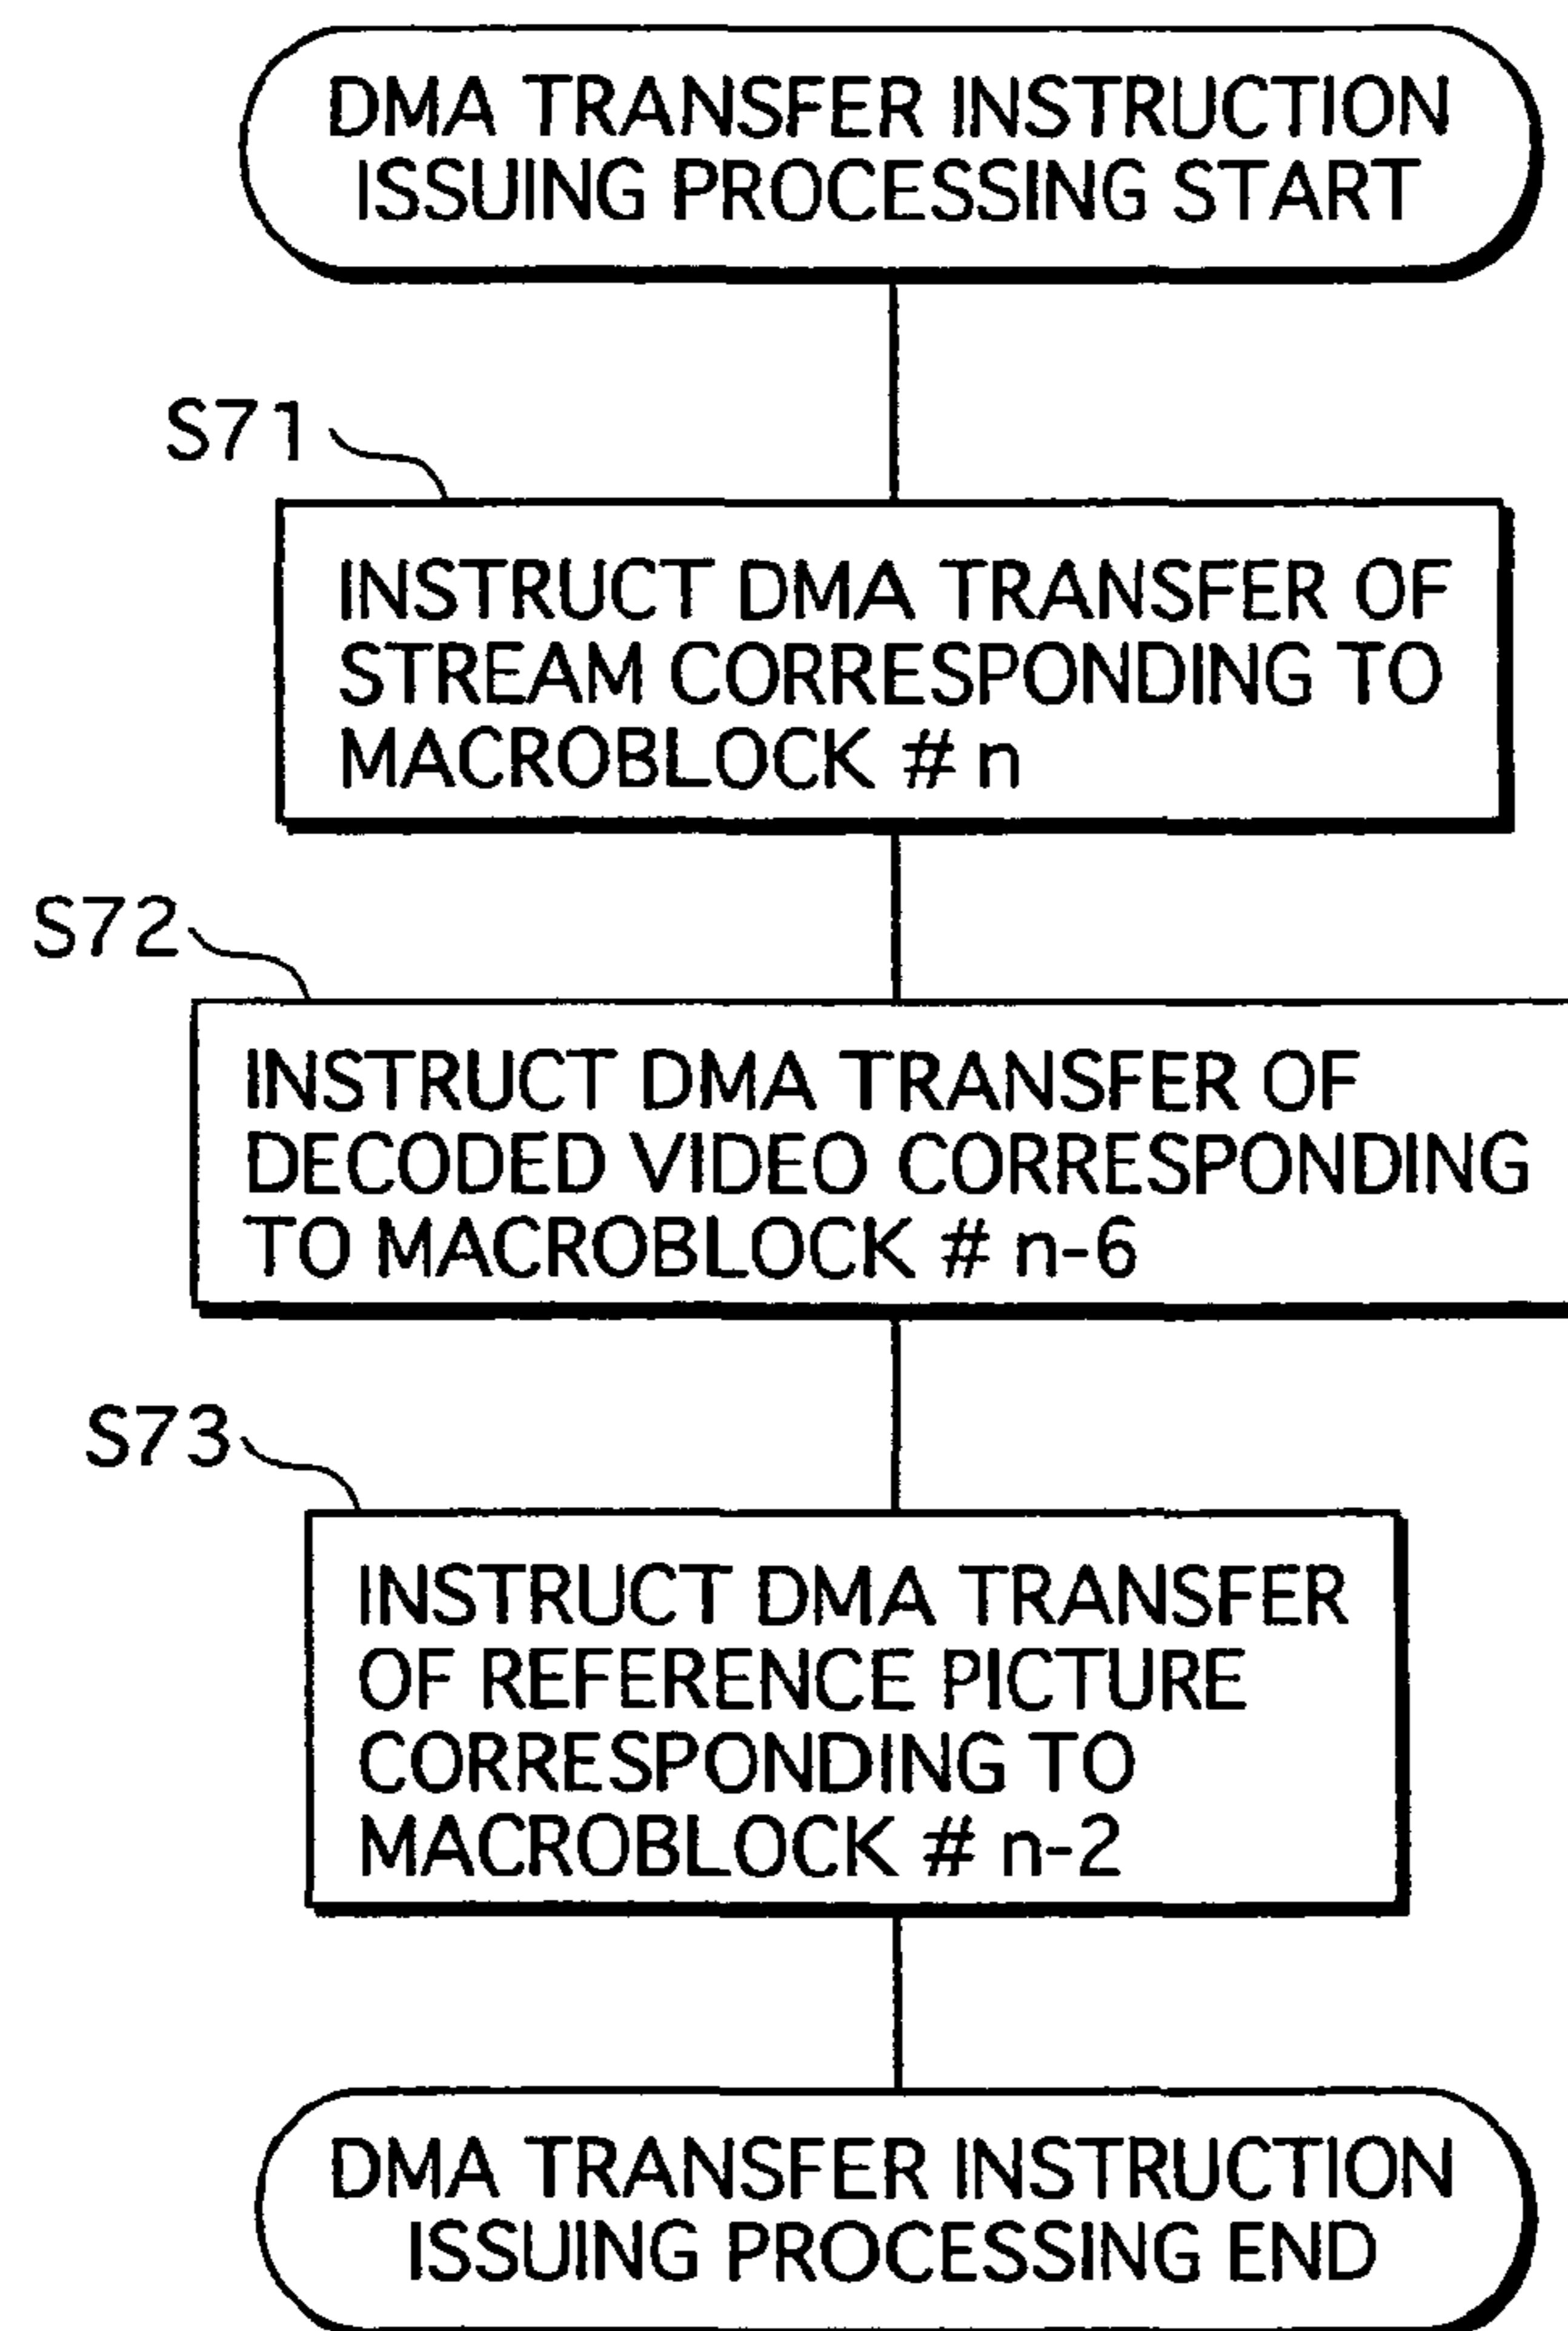 DMA TRANSFER INSTRUCTION
ISSUING PROCESSING START
S71
INSTRUCT DMA TRANSFER OF
STREAM CORRESPONDING TO
MACROBLOCK # n
S72
INSTRUCT DMA TRANSFER OF
DECODED VIDEO CORRESPONDING
TO MACROBLOCK # n-6
S73
INSTRUCT DMA TRANSFER
OF REFERENCE PICTURE
CORRESPONDING TO
MACROBLOCK # n-2
DMA TRANSFER INSTRUCTION
ISSUING PROCESSING END